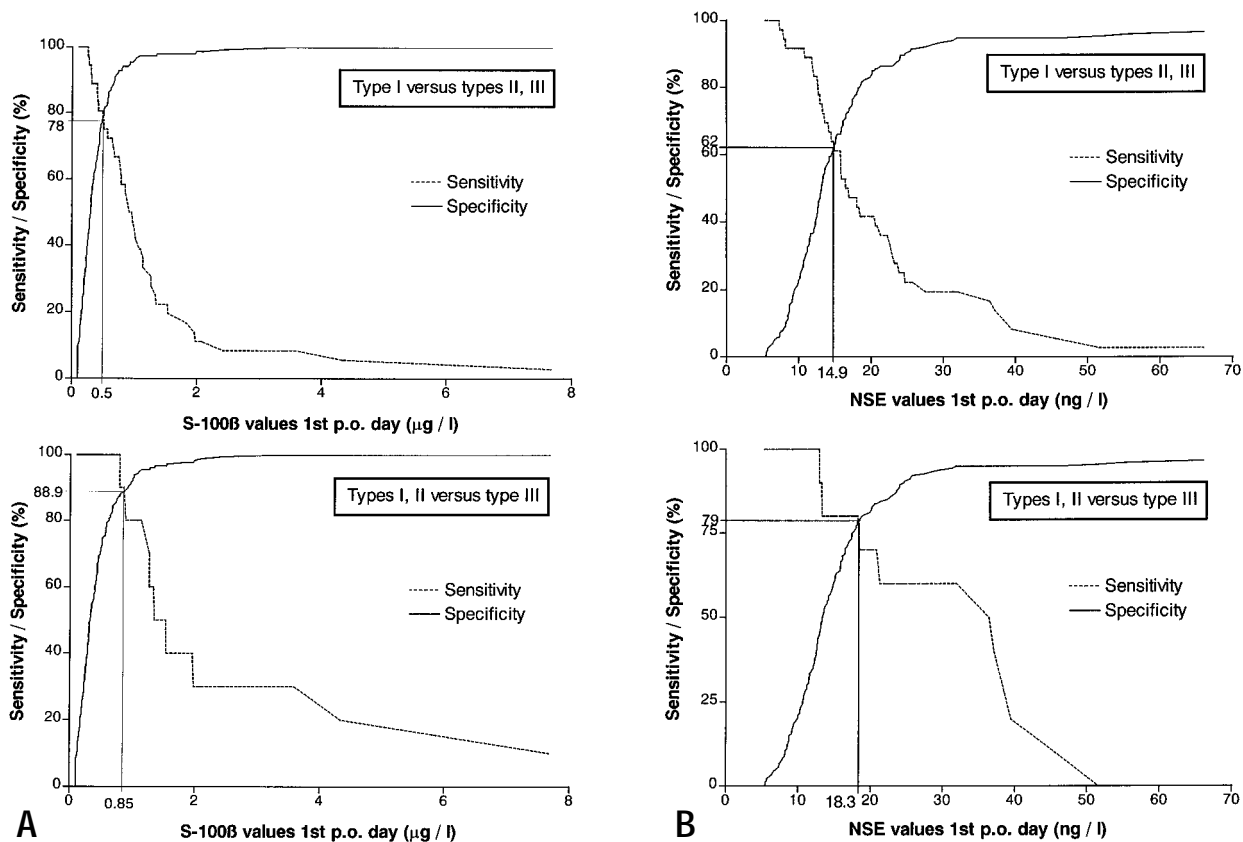 100
80
78
60
40
20
0
0
0.5
2
4
6
8
Sensitivity / Specificity (%)
Type I versus types II, III
Sensitivity
Specificity
S-100ß values 1st p.o. day (µg / l)
100
80
62
60
40
20
0
0
10
14.9
20
30
40
50
60
70
Sensitivity / Specificity (%)
Type I versus types II, III
Sensitivity
Specificity
NSE values 1st p.o. day (ng / l)
100
88.9
80
60
40
20
0
0
0.85
2
4
6
8
Sensitivity / Specificity (%)
Types I, II versus type III
Sensitivity
Specificity
S-100ß values 1st p.o. day (µg / l)
A
100
79
75
50
25
0
0
10
18.3
20
30
40
50
60
70
Sensitivity / Specificity (%)
Types I, II versus type III
Sensitivity
Specificity
NSE values 1st p.o. day (ng / l)
B